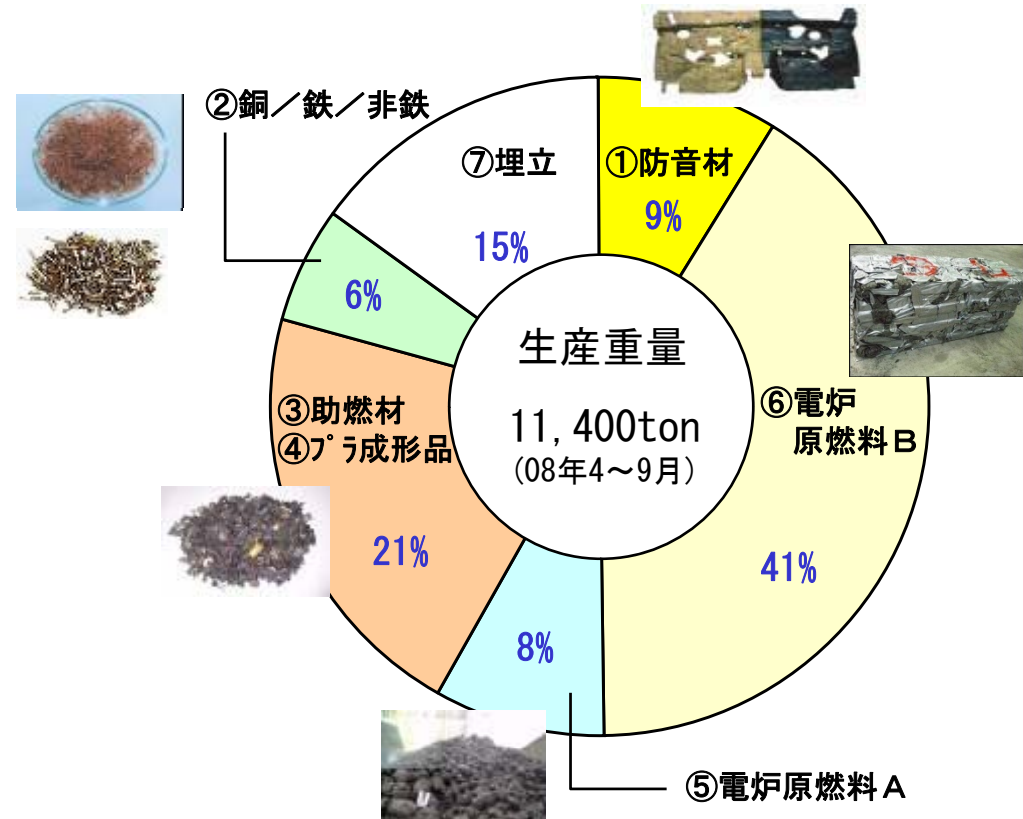 ②銅／鉄／非鉄
⑦埋立
15%
①防音材
9%
6%
生産重量
11,400ton
(08年4～9月)
③助燃材
④ﾌﾟﾗ成形品
21%
⑥電炉
原燃料Ｂ
41%
8%
⑤電炉原燃料Ａ